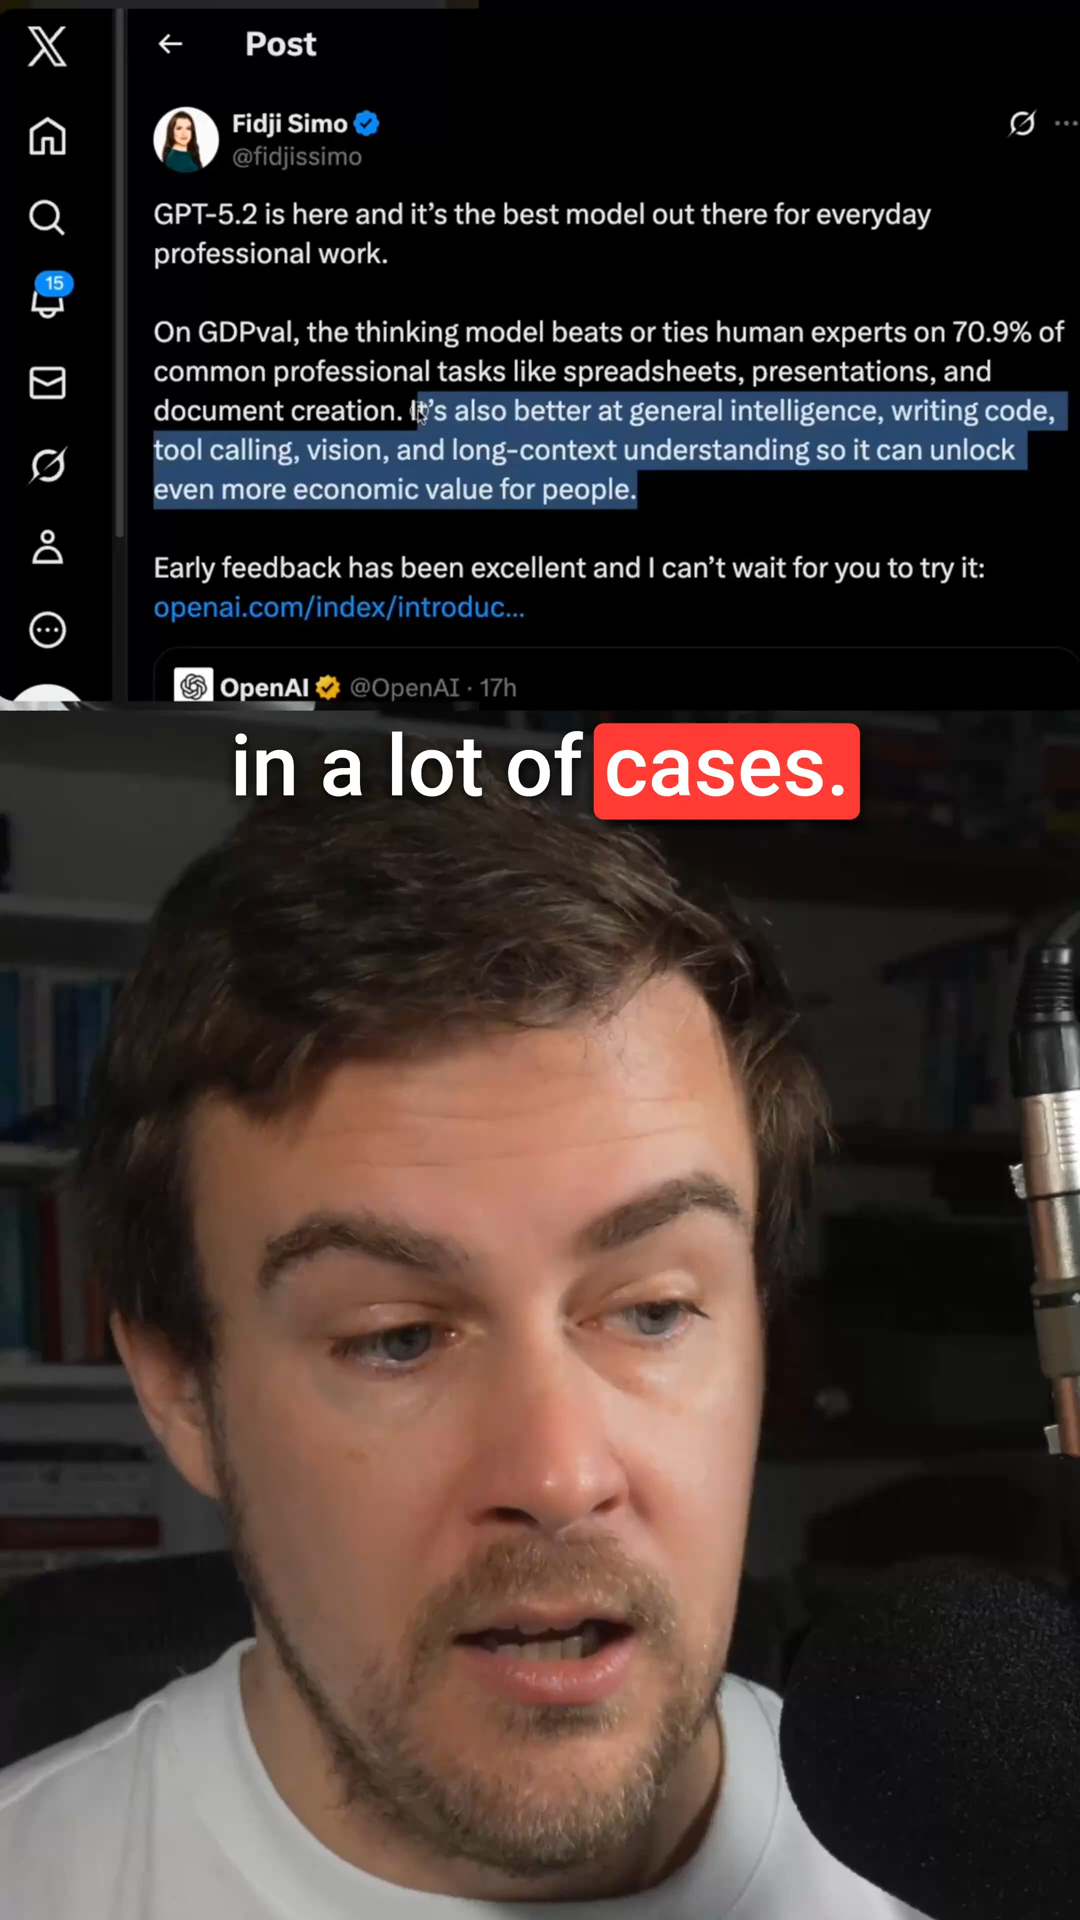 Post
Fidji Simo
@fidjissimo
GPT-5.2 is here and it’s the best model out there for everyday
professional work.
On GDPval, the thinking model beats or ties human experts on 70.9% of
common professional tasks like spreadsheets, presentations, and
document creation. It’s also better at general intelligence, writing code,
tool calling, vision, and long-context understanding so it can unlock
even more economic value for people.
Early feedback has been excellent and I can’t wait for you to try it:
openai.com/index/introduc...
15
OpenAI @OpenAI · 17h
in a lot of cases.